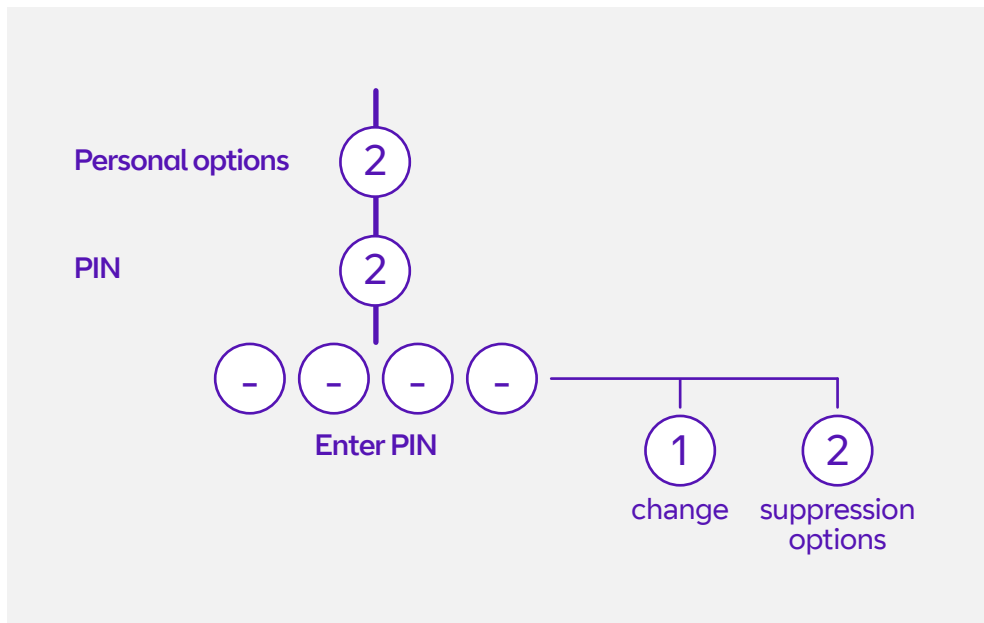 Personal options 2
PIN 2
- - - -
Enter PIN
1 2
change suppression
options